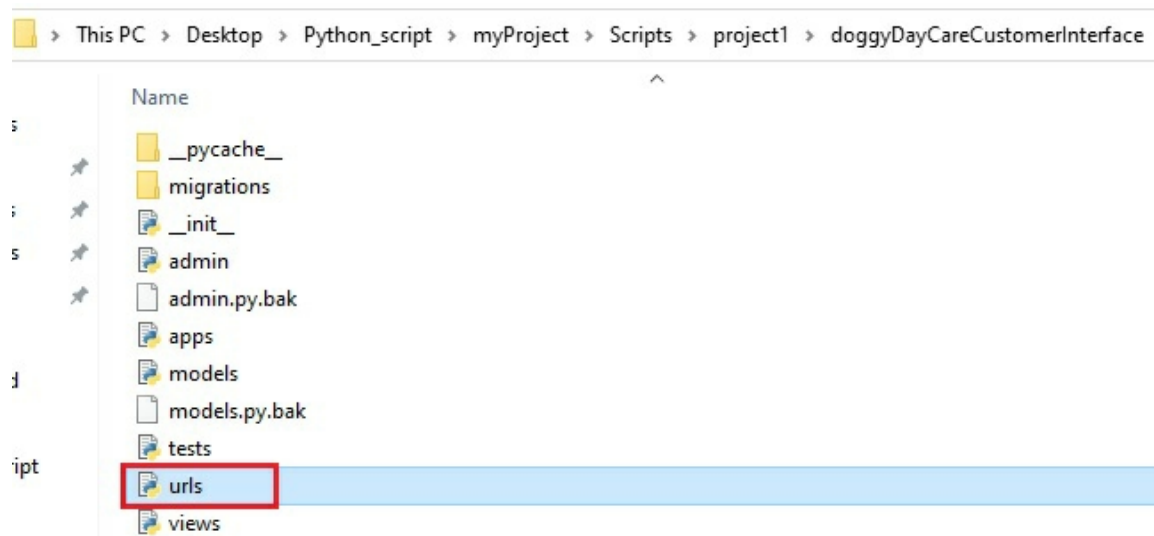 This PC > Desktop > Python_script > myProject > Scripts > project1 > doggyDayCareCustomerInterface
Name
s
__pycache__
migrations
s
__init__
s
admin
admin.py.bak
apps
d
models
models.py.bak
tests
ript
urls
views